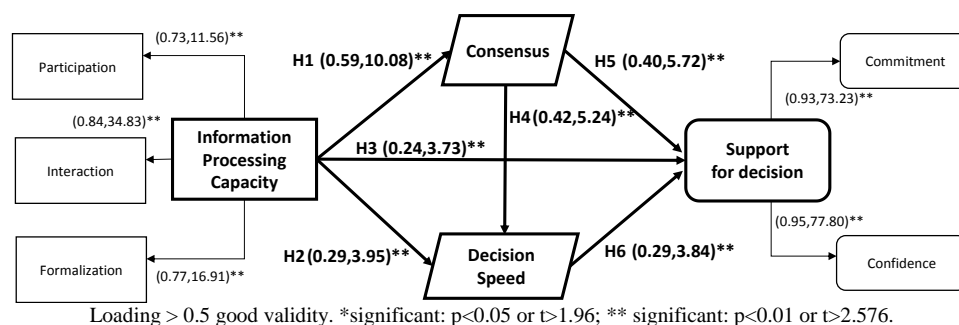 (0.73,11.56)**
Participation
(0.84,34.83)**
Interaction
Formalization
(0.77,16.91)**
Information
Processing
Capacity
H1 (0.59,10.08)**
Consensus
H5 (0.40,5.72)**
H4(0.42,5.24)**
H3 (0.24,3.73)**
H2(0.29,3.95)**
Decision
Speed
H6 (0.29,3.84)**
Support
for decision
Commitment
(0.93,73.23)**
(0.95,77.80)**
Confidence
Loading > 0.5 good validity. *significant: p<0.05 or t>1.96; ** significant: p<0.01 or t>2.576.